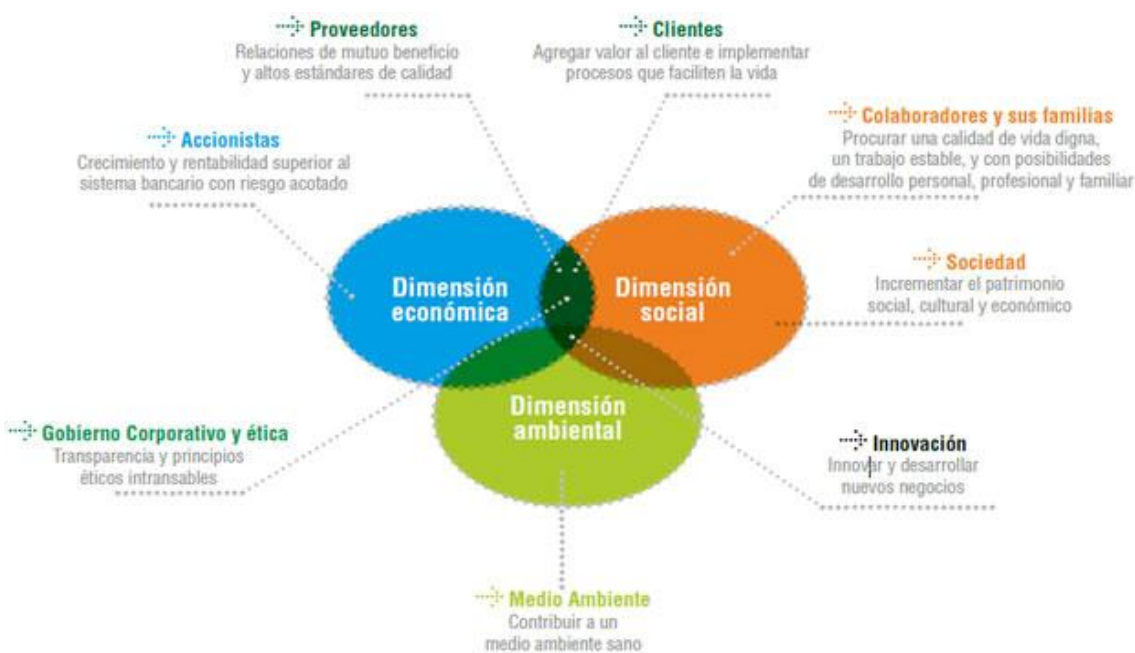 Proveedores
Relaciones de mutuo beneficio
y altos estándares de calidad
Clientes
Agregar valor al cliente e implementar
procesos que faciliten la vida
Accionistas
Crecimiento y rentabilidad superior al
sistema bancario con riesgo acotado
Colaboradores y sus familias
Procurar una calidad de vida digna,
un trabajo estable, y con posibilidades
de desarrollo personal, profesional y familiar
Dimensión
económica
Dimensión
social
Sociedad
Incrementar el patrimonio
social, cultural y económico
Dimensión
ambiental
Gobierno Corporativo y ética
Transparencia y principios
éticos intransables
Innovación
Innovar y desarrollar
nuevos negocios
Medio Ambiente
Contribuir a un
medio ambiente sano